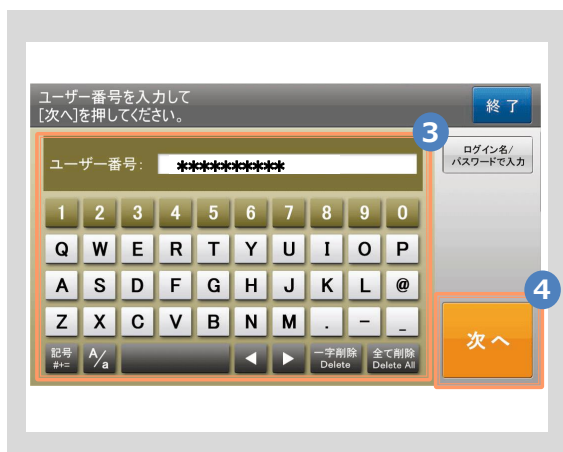 ユーザー番号を入力して
[次へ]を押してください。
終了
3
ログイン名/
パスワードで入力
ユーザー番号: **********
1 2 3 4 5 6 7 8 9 0
Q W E R T Y U I O P
A S D F G H J K L @
Z X C V B N M . - _
4
次へ
記号 A/a ◀ ▶ 一字削除 全て削除
#+= Delete Delete All